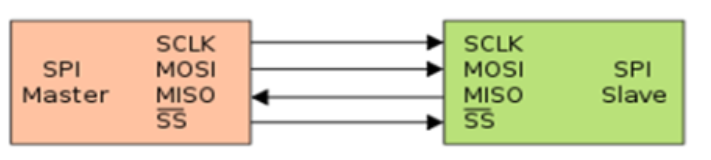 SPI
Master
SCLK
MOSI
MISO
SS
SCLK
MOSI
MISO
SS
SPI
Slave